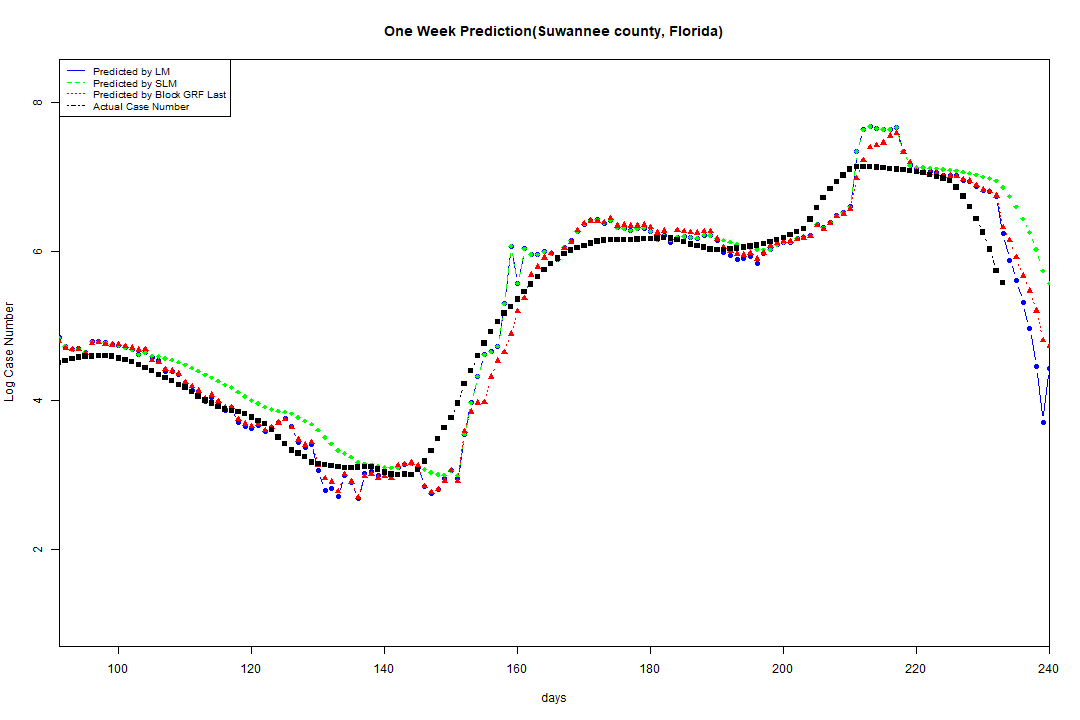 One Week Prediction(Suwannee county, Florida)
Predicted by LM
Predicted by SLM
Predicted by Block GRF Last
Actual Case Number
8
6
4
2
Log Case Number
100 120 140 160 180 200 220 240
days